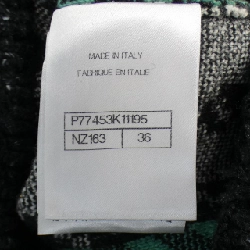 MADE IN ITALY
FABRIQUE EN ITALIE
P77453K11195
NZ163 36